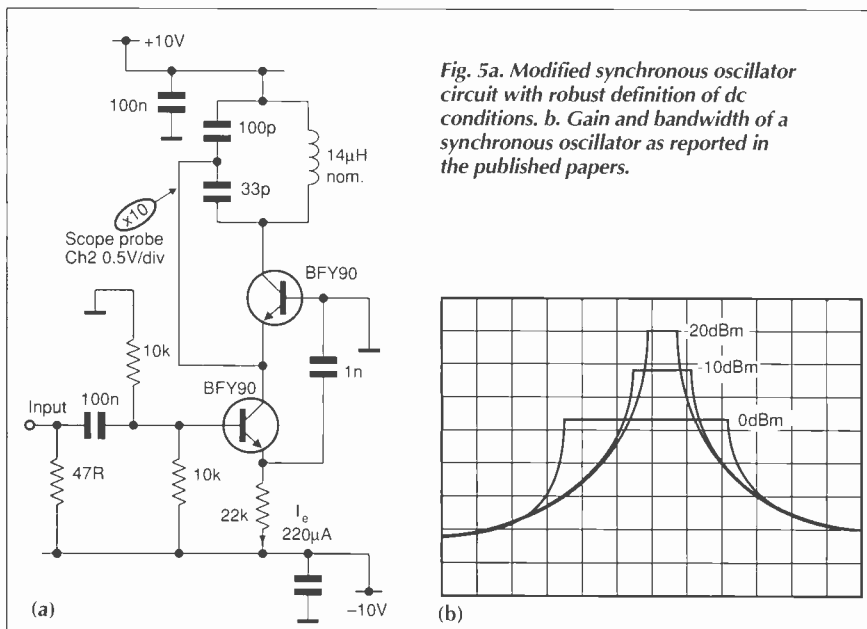 +10V
100n
100p
14µH
nom.
33p
x10
Scope probe
Ch2 0.5V/div
BFY90
10k
1n
100n
BFY90
Input
47R
10k
22k
Ie
220µA
-10V
(a)
Fig. 5a. Modified synchronous oscillator
circuit with robust definition of dc
conditions. b. Gain and bandwidth of a
synchronous oscillator as reported in
the published papers.
-20dBm
-10dBm
0dBm
(b)